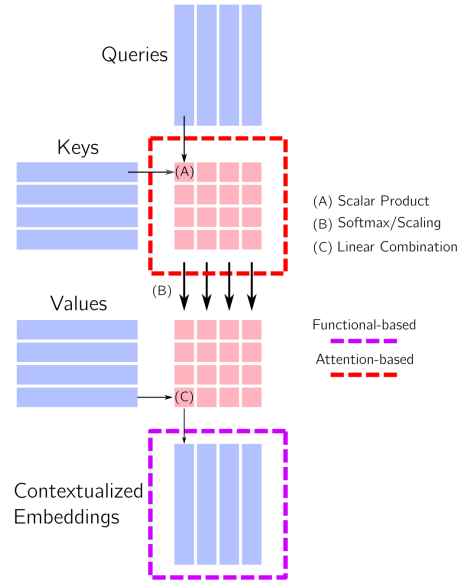 Queries
Keys
(A)
(A) Scalar Product
(B) Softmax/Scaling
(C) Linear Combination
(B)
Values
Functional-based
Attention-based
(C)
Contextualized
Embeddings